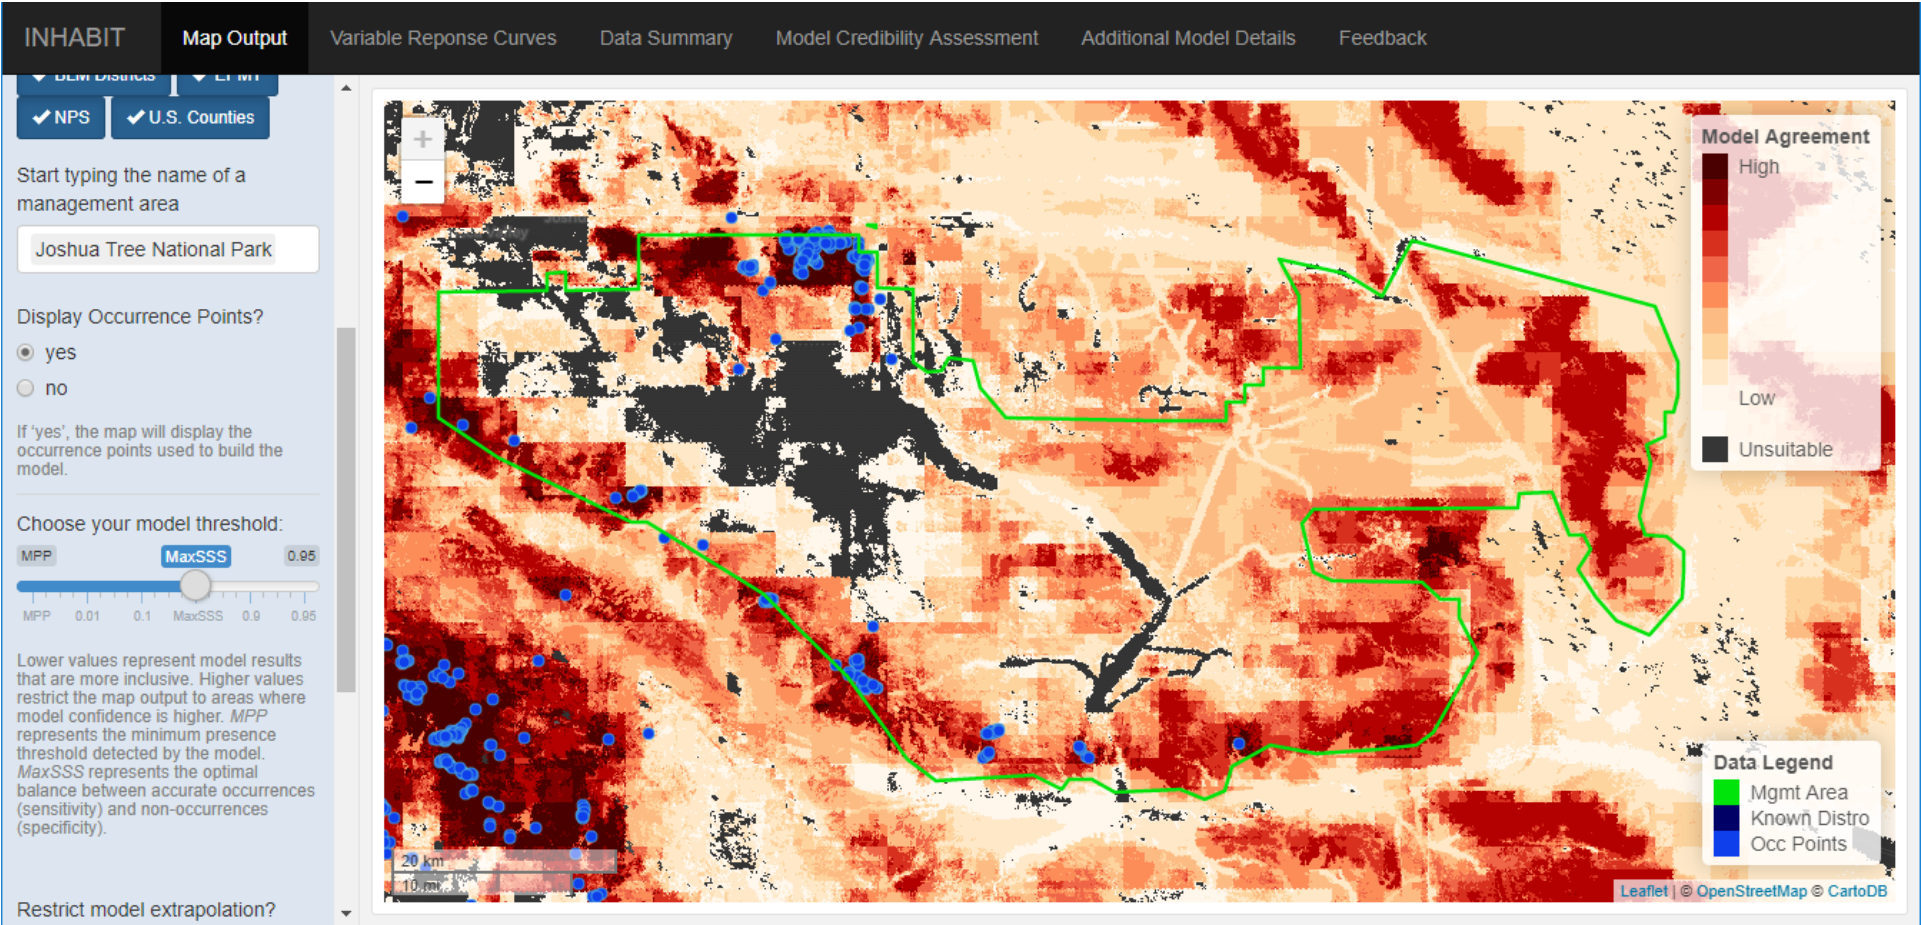 INHABIT Map Output Variable Reponse Curves Data Summary Model Credibility Assessment Additional Model Details Feedback
BLM Districts EPMT
NPS U.S. Counties
Start typing the name of a
management area
Joshua Tree National Park
Display Occurrence Points?
yes
no
If ‘yes’, the map will display the
occurrence points used to build the
model.
Choose your model threshold:
MPP MaxSSS 0.95
MPP 0.01 0.1 MaxSSS 0.9 0.95
Lower values represent model results
that are more inclusive. Higher values
restrict the map output to areas where
model confidence is higher. MPP
represents the minimum presence
threshold detected by the model.
MaxSSS represents the optimal
balance between accurate occurrences
(sensitivity) and non-occurrences
(specificity).
Restrict model extrapolation?
+
−
Model Agreement
High
Low
Unsuitable
Data Legend
Mgmt Area
Known Distro
Occ Points
20 km
10 mi
Leaflet | © OpenStreetMap © CartoDB